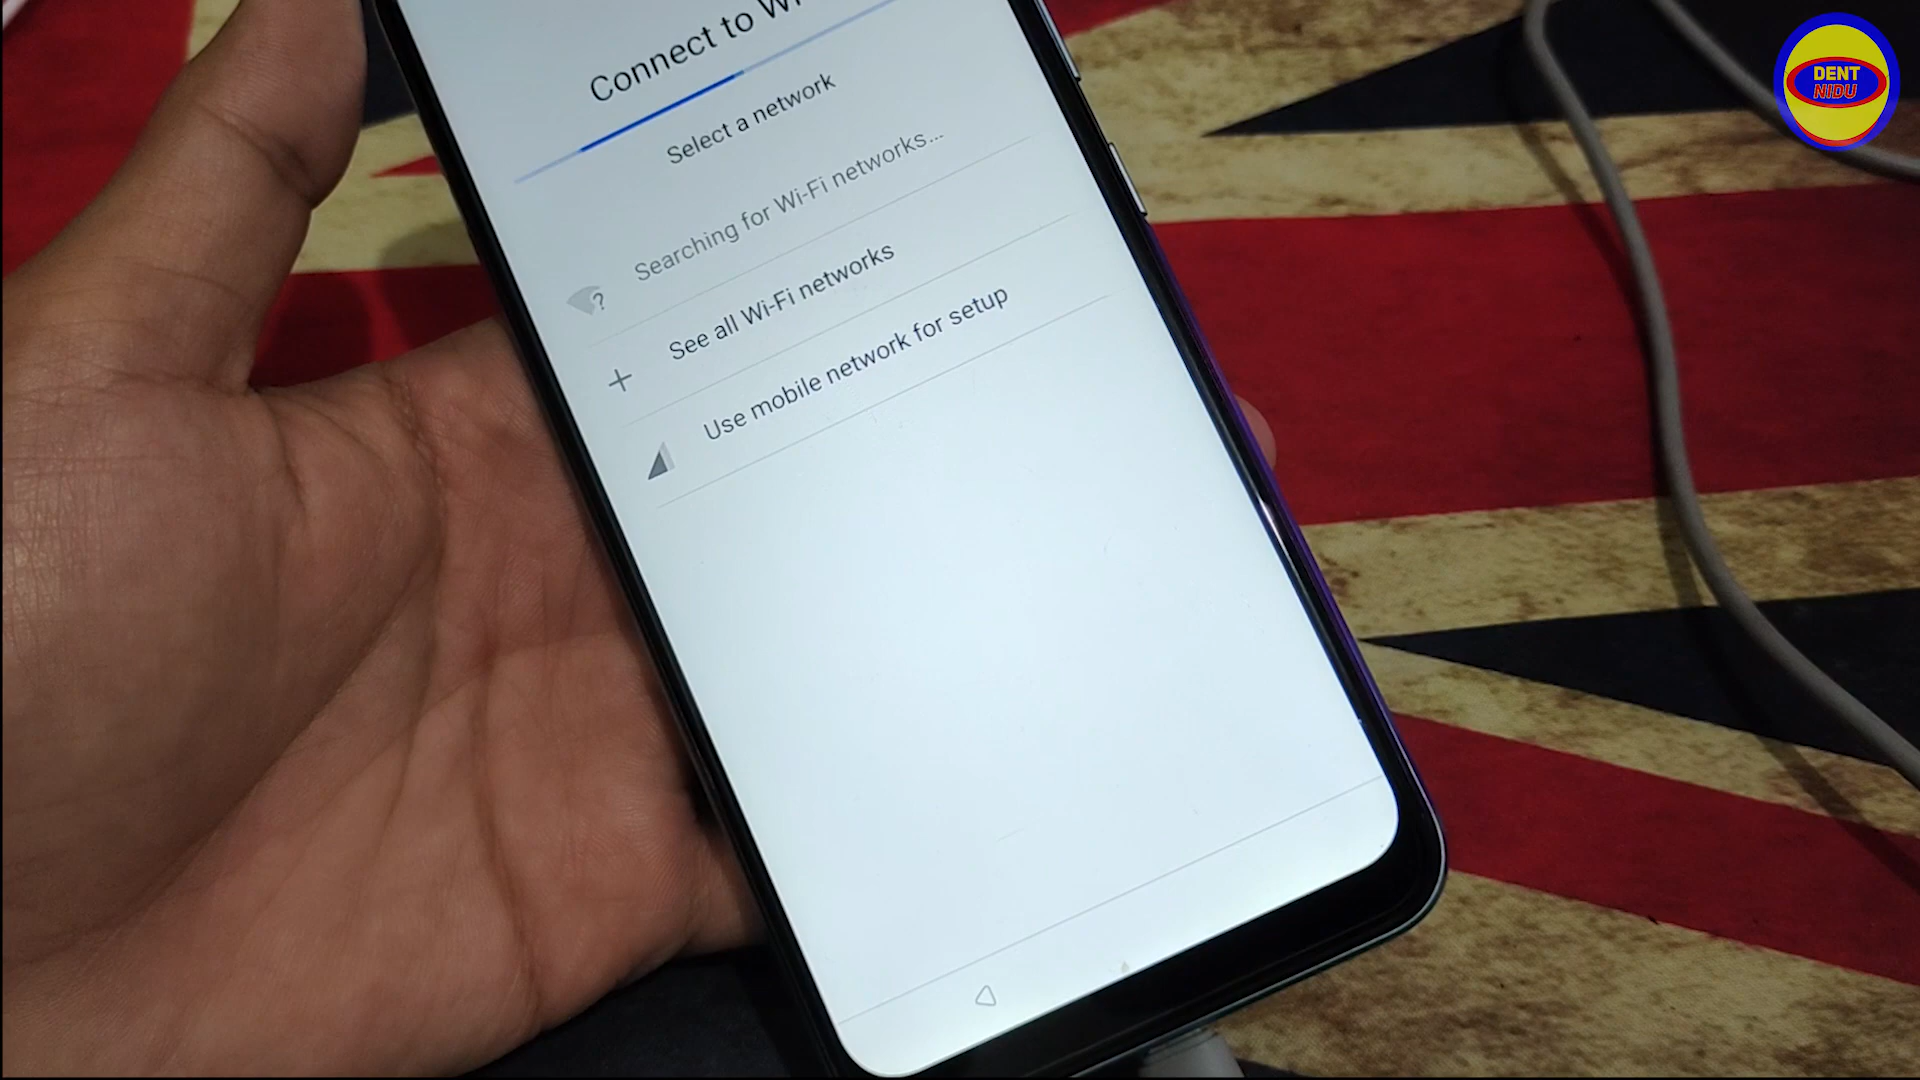 Connect to Wi
Select a network
Searching for Wi-Fi networks...
See all Wi-Fi networks
Use mobile network for setup
DENT
NIDU